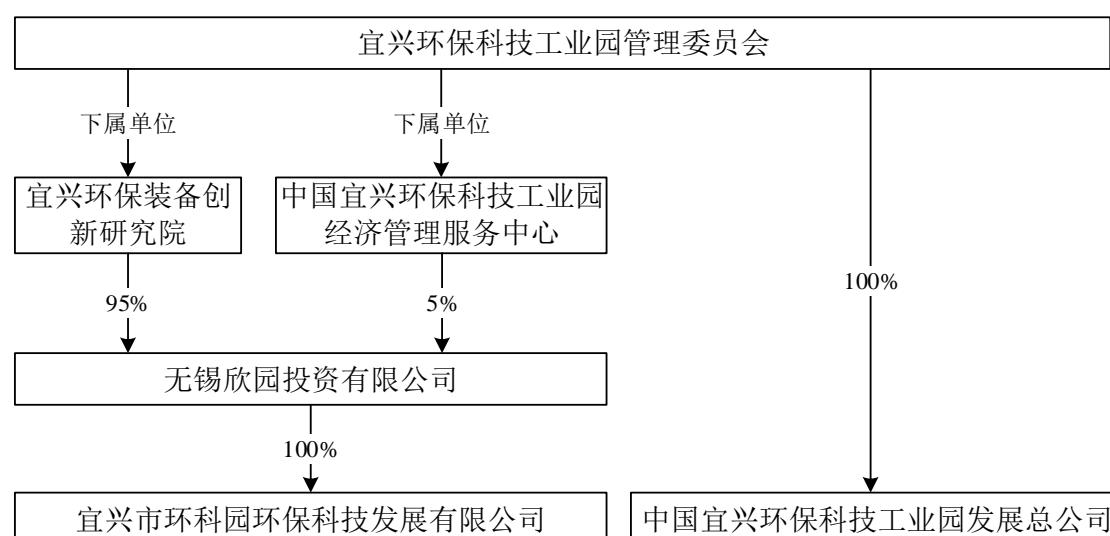 宜兴环保科技工业园管理委员会
下属单位
下属单位
宜兴环保装备创
新研究院
中国宜兴环保科技工业园
经济管理服务中心
100%
95%
5%
无锡欣园投资有限公司
100%
宜兴市环科园环保科技发展有限公司
中国宜兴环保科技工业园发展总公司